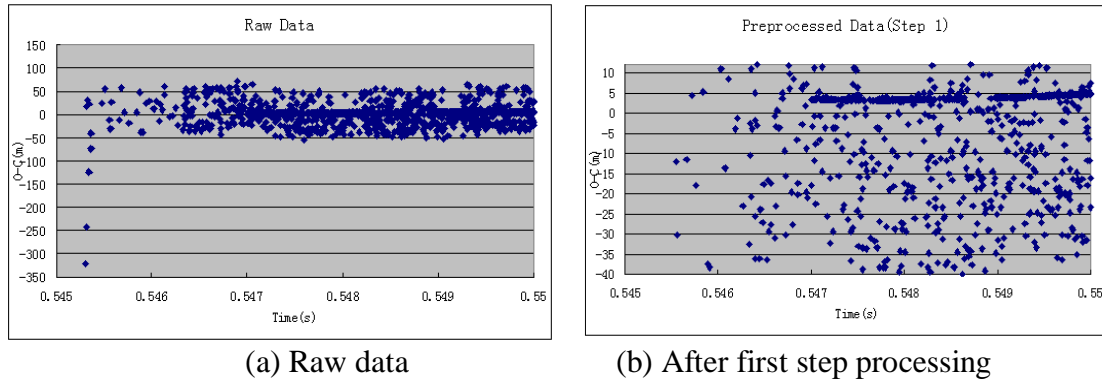 Raw Data
150
100
50
0
-50
-100
-150
-200
-250
-300
-350
O-C(m)
0.545 0.546 0.547 0.548 0.549 0.55
Time(s)
(a) Raw data
Preprocessed Data(Step 1)
10
5
0
-5
-10
-15
-20
-25
-30
-35
-40
O-C(m)
0.545 0.546 0.547 0.548 0.549 0.55
Time(s)
(b) After first step processing